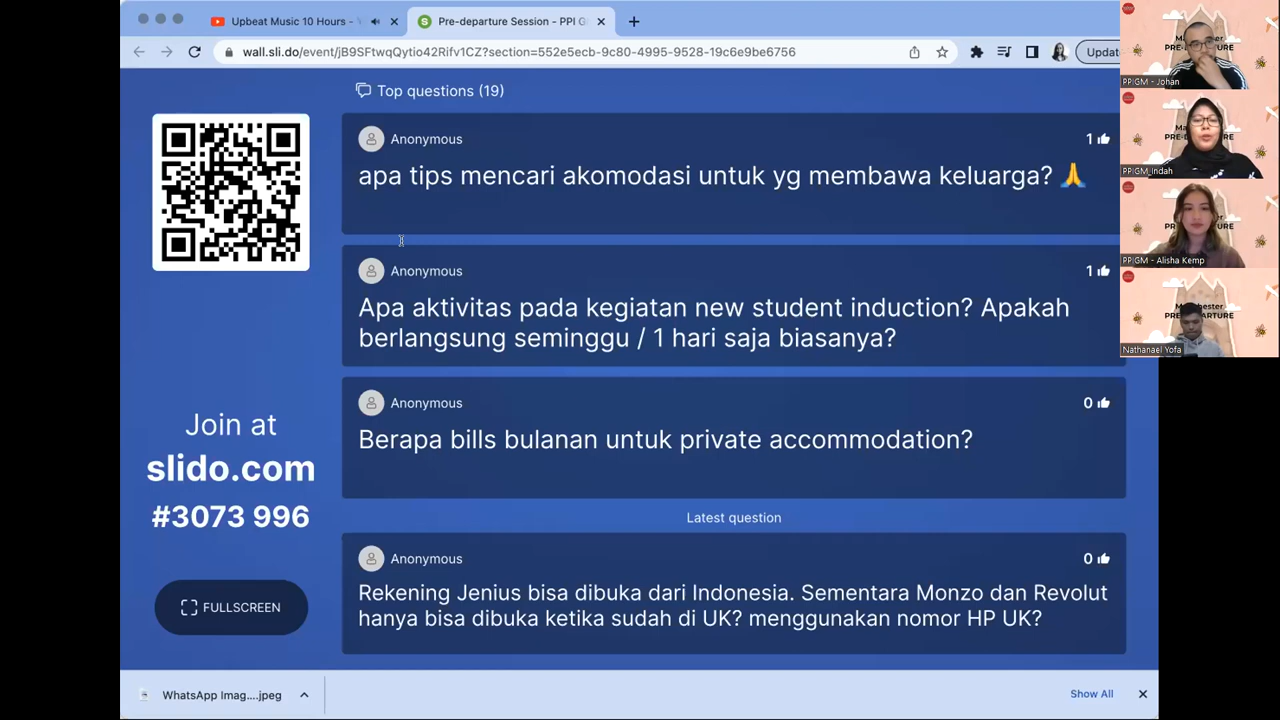 Upbeat Music 10 Hours -
Pre-departure Session - PPI G
wall.sli.do/event/jB9SFtwqQytio42Rifv1CZ?section=552e5ecb-9c80-4995-9528-19c6e9be6756
Updat
Top questions (19)
Anonymous
1
apa tips mencari akomodasi untuk yg membawa keluarga? 🙏
Anonymous
1
Apa aktivitas pada kegiatan new student induction? Apakah
berlangsung seminggu / 1 hari saja biasanya?
Anonymous
0
Berapa bills bulanan untuk private accommodation?
Latest question
Anonymous
0
Rekening Jenius bisa dibuka dari Indonesia. Sementara Monzo dan Revolut
hanya bisa dibuka ketika sudah di UK? menggunakan nomor HP UK?
Join at
slido.com
#3073 996
FULLSCREEN
WhatsApp Imag....jpeg
Show All
PPIGM - Johan
PPIGM_Indah
PPIGM - Alisha Kemp
Manchester
PRE-DEPARTURE
Nathanael Yofa